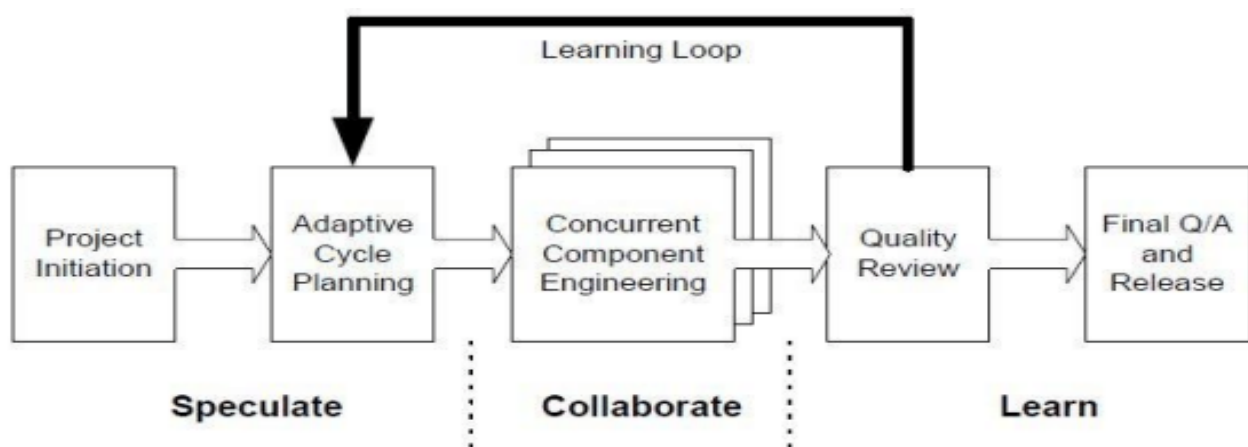 Learning Loop
Project
Initiation
Adaptive
Cycle
Planning
Concurrent
Component
Engineering
Quality
Review
Final Q/A
and
Release
Speculate
Collaborate
Learn